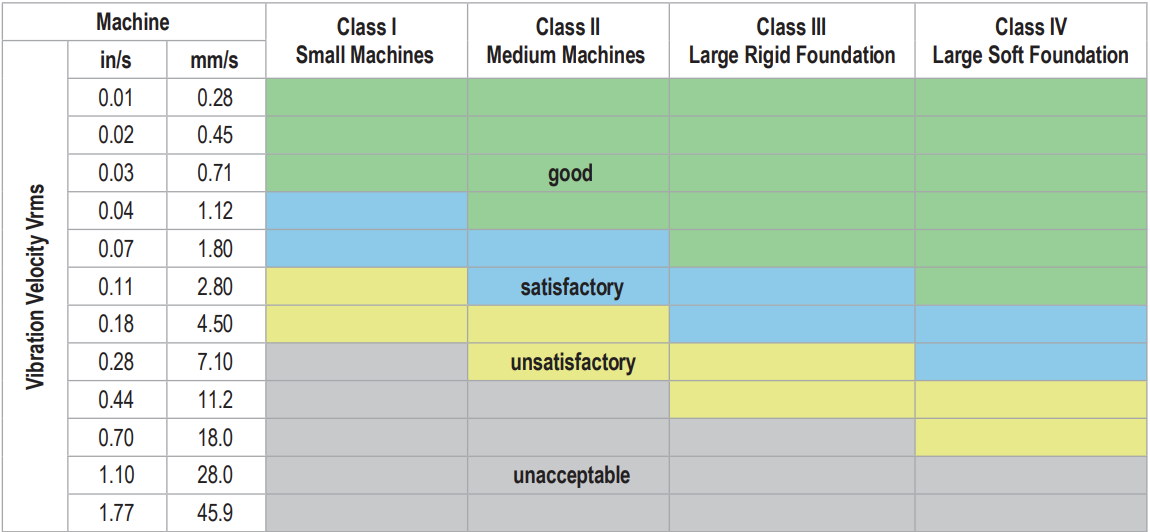 Machine
Class I
Small Machines
Class II
Medium Machines
Class III
Large Rigid Foundation
Class IV
Large Soft Foundation
Vibration Velocity Vrms
in/s mm/s
0.01 0.28
0.02 0.45
0.03 0.71 good
0.04 1.12
0.07 1.80
0.11 2.80 satisfactory
0.18 4.50
0.28 7.10 unsatisfactory
0.44 11.2
0.70 18.0
1.10 28.0 unacceptable
1.77 45.9